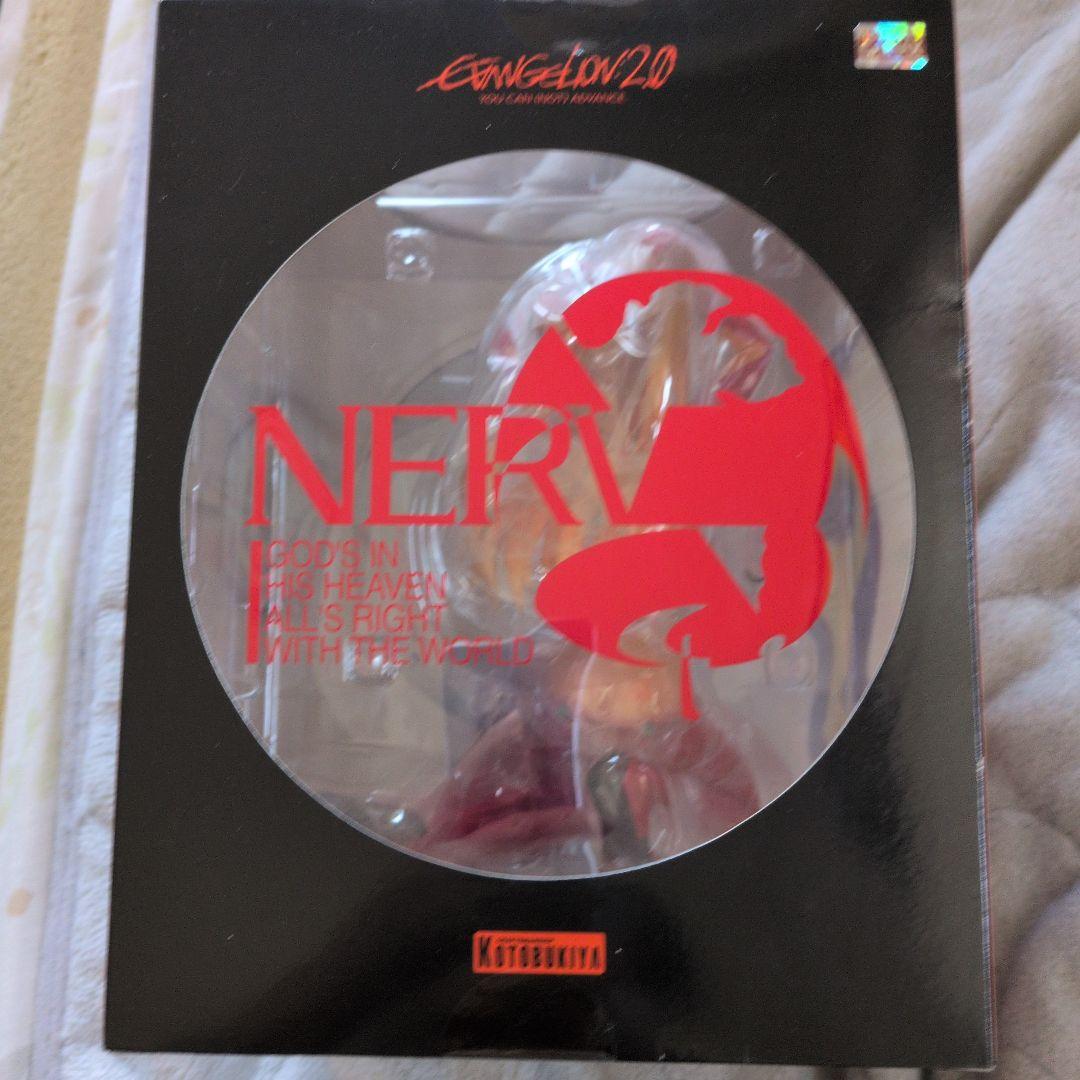 EVANGELION 2.0
YOU CAN (NOT) ADVANCE.
NERV
GOD'S IN
HIS HEAVEN
ALL'S RIGHT
WITH THE WORLD
KOTOBUKIYA